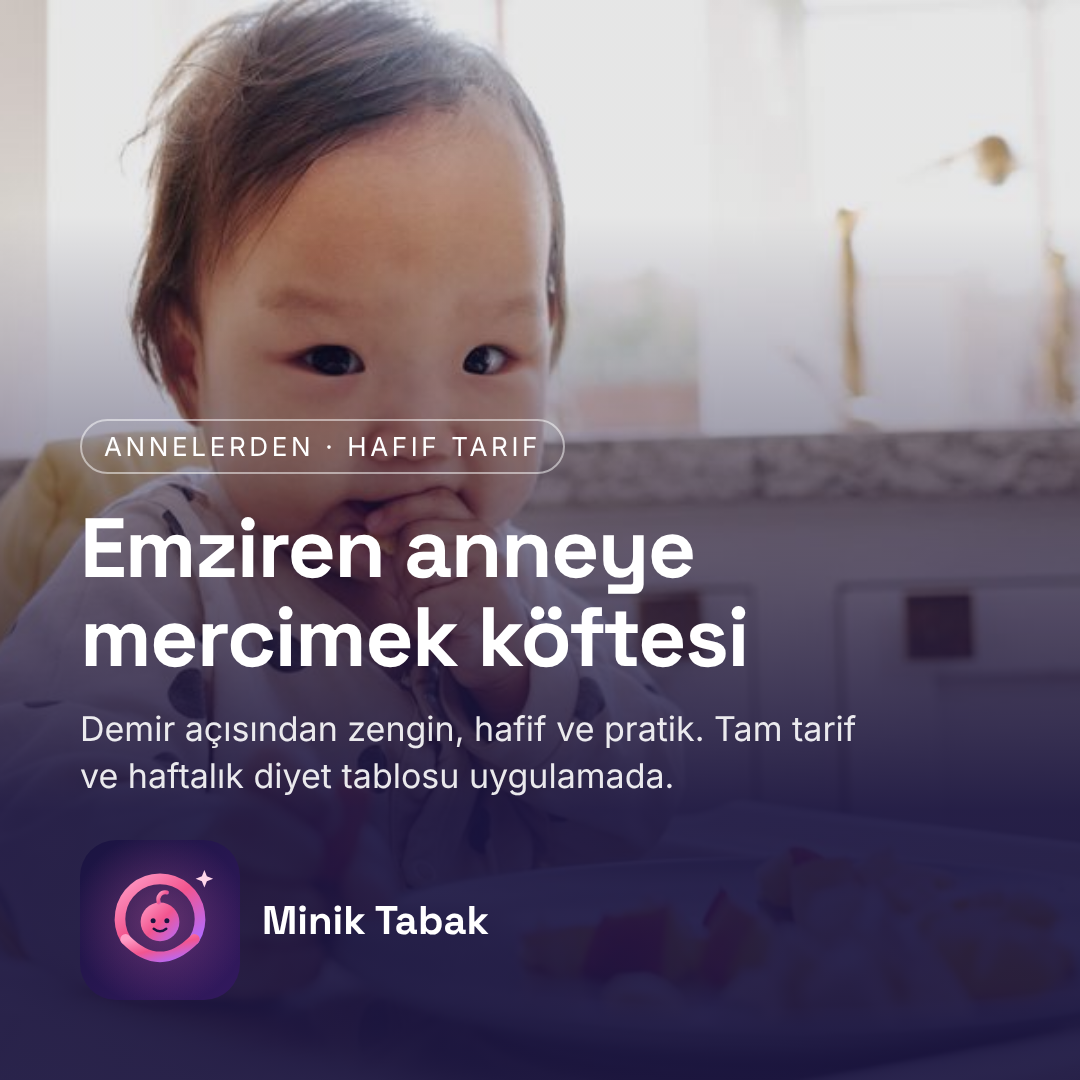 ANNELERDEN · HAFIF TARIF
Emziren anneye
mercimek köftesi
Demir açısından zengin, hafif ve pratik. Tam tarif
ve haftalık diyet tablosu uygulamada.
Minik Tabak